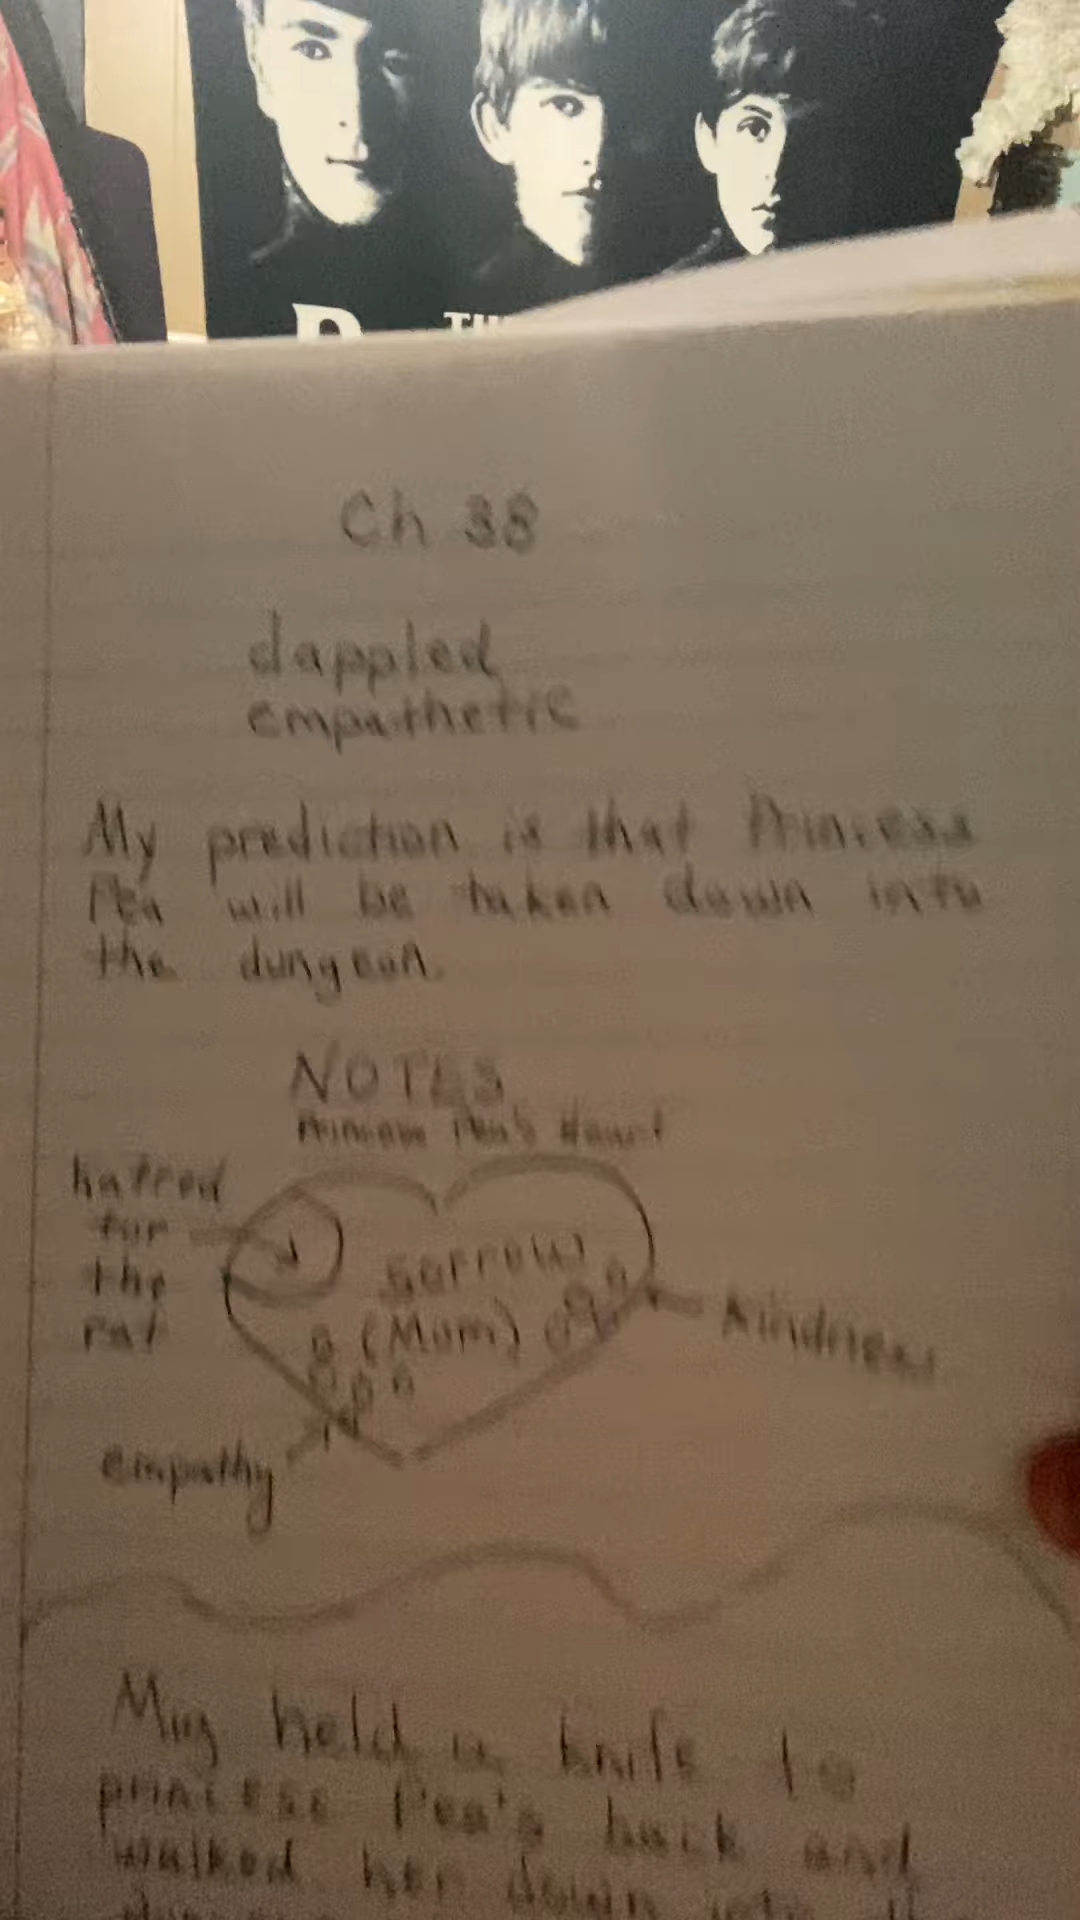 TH
Ch 38
dappled
empathetic
My prediction is that Princess
Pea will be taken down into
the dungeon.
NOTES
Princess Pea's Heart
hatred
for
the
rat
sorrow
(Mom)
kindness
empathy
Mig held a knife to
princess Pea's back and
walked her down into